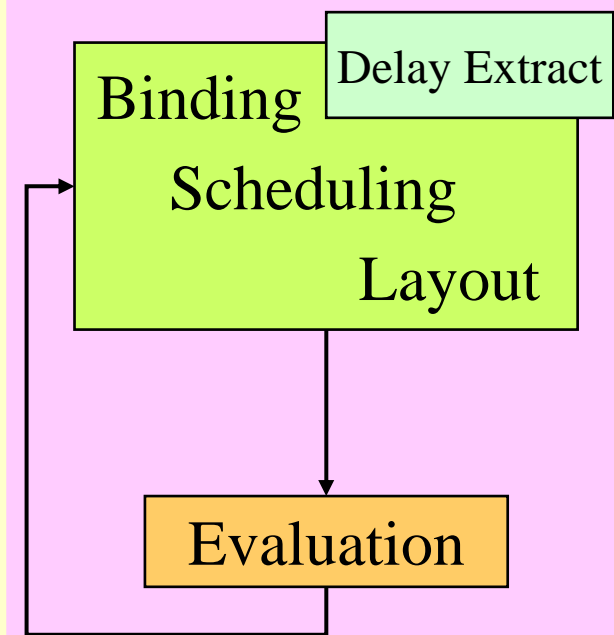 Delay Extract
Binding
Scheduling
Layout
Evaluation